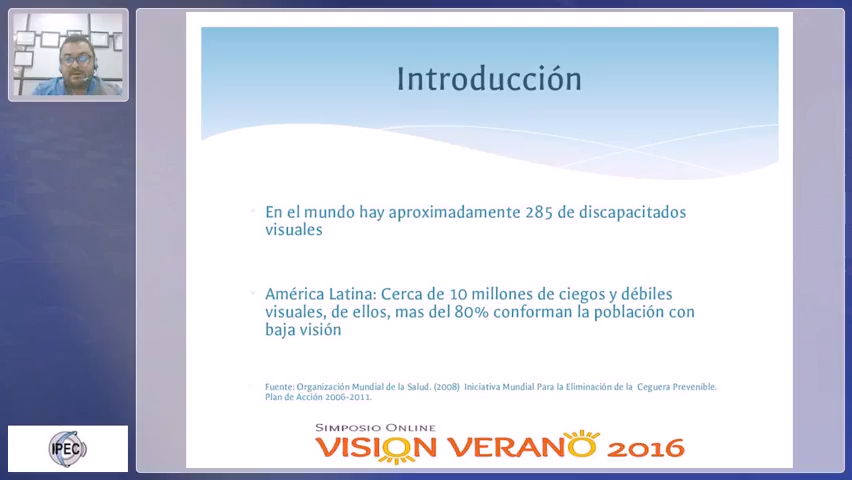 Introducción
En el mundo hay aproximadamente 285 de discapacitados
visuales
América Latina: Cerca de 10 millones de ciegos y débiles
visuales, de ellos, mas del 80% conforman la población con
baja visión
Fuente: Organización Mundial de la Salud. (2008) Iniciativa Mundial Para la Eliminación de la Ceguera Prevenible.
Plan de Acción 2006-2011.
SIMPOSIO ONLINE
VISION VERANO 2016
IPEC